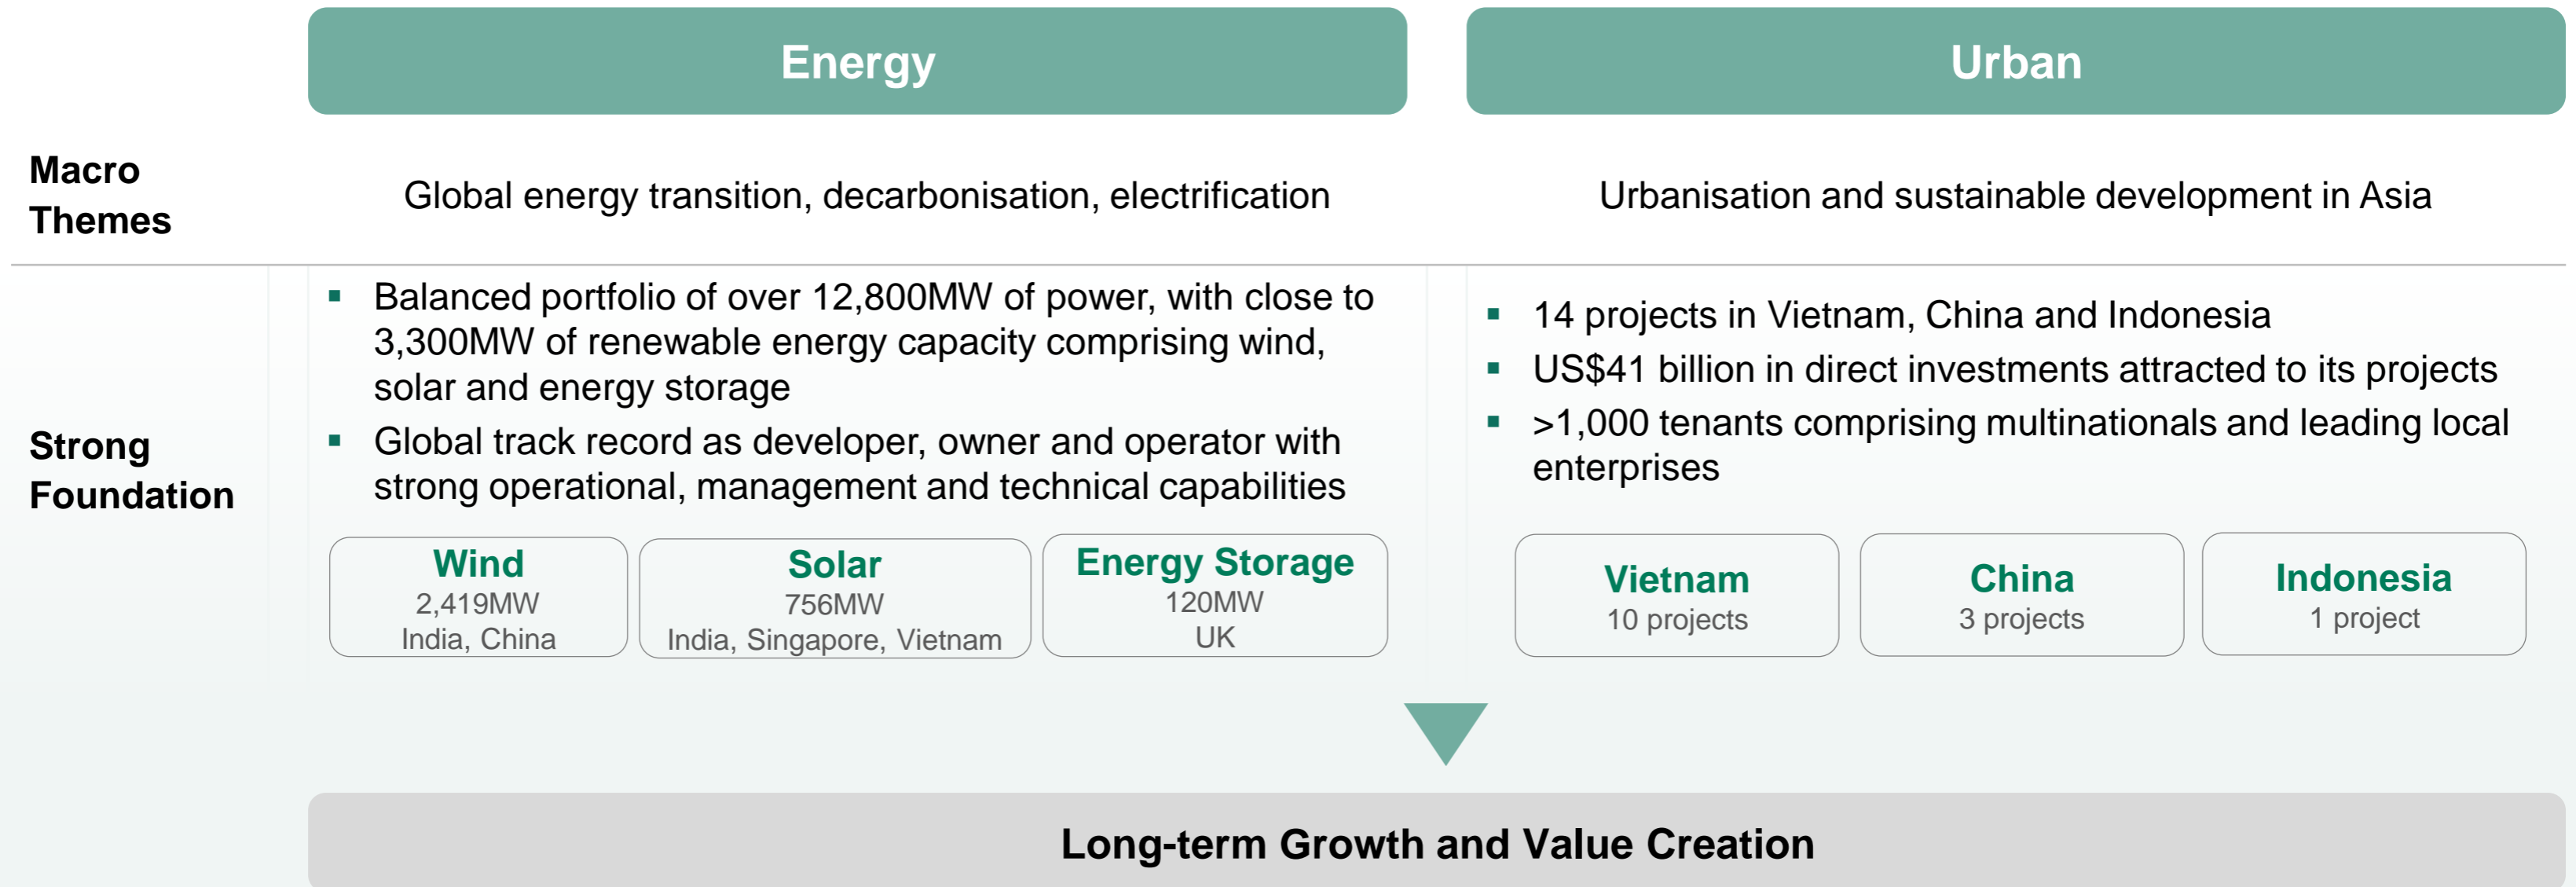 Energy
Urban
Macro
Themes
Global energy transition, decarbonisation, electrification
Urbanisation and sustainable development in Asia
Strong
Foundation
▪ Balanced portfolio of over 12,800MW of power, with close to
3,300MW of renewable energy capacity comprising wind,
solar and energy storage
▪ Global track record as developer, owner and operator with
strong operational, management and technical capabilities
Wind
2,419MW
India, China
Solar
756MW
India, Singapore, Vietnam
Energy Storage
120MW
UK
▪ 14 projects in Vietnam, China and Indonesia
▪ US$41 billion in direct investments attracted to its projects
▪ >1,000 tenants comprising multinationals and leading local
enterprises
Vietnam
10 projects
China
3 projects
Indonesia
1 project
Long-term Growth and Value Creation